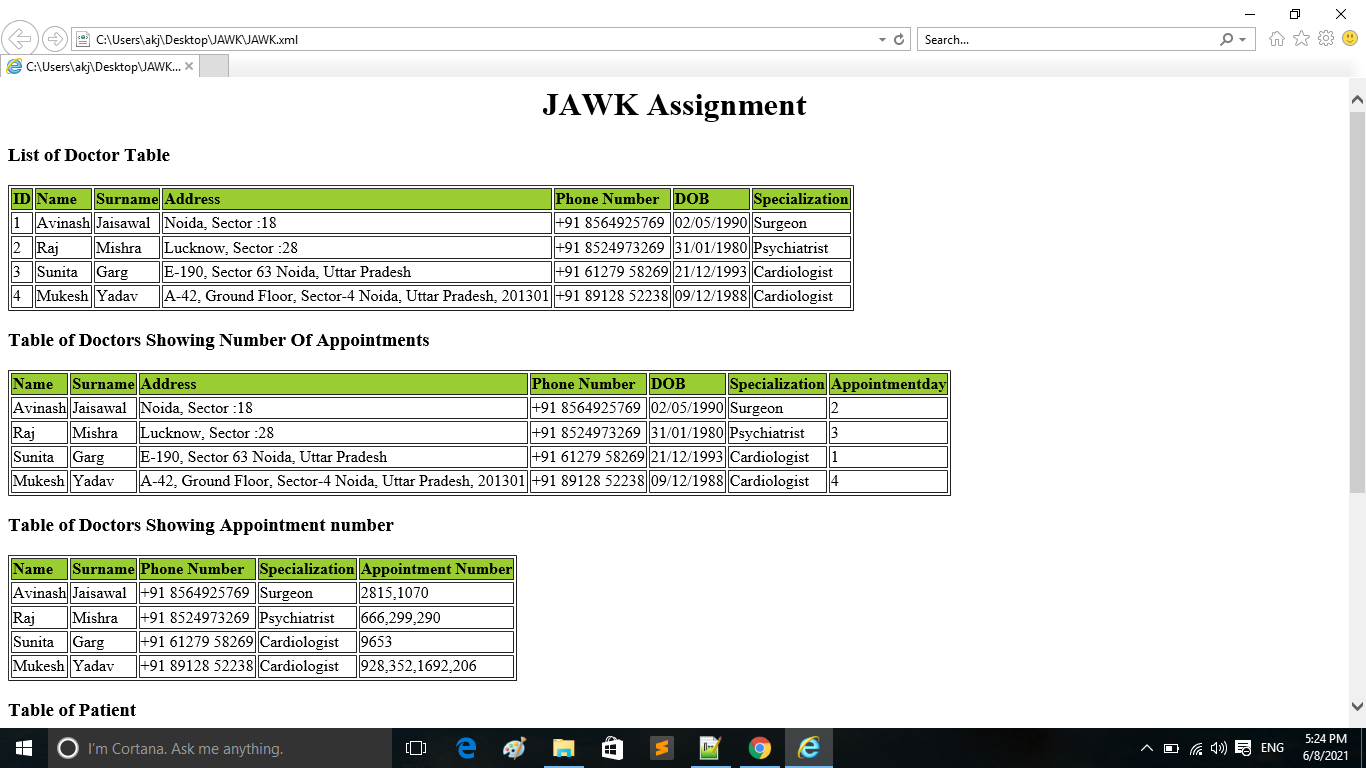 C:\Users\akj\Desktop\JAWK\JAWK.xml
Search...
C:\Users\akj\Desktop\JAWK...
JAWK Assignment
List of Doctor Table
ID Name Surname Address Phone Number DOB Specialization
1 Avinash Jaisawal Noida, Sector :18 +91 8564925769 02/05/1990 Surgeon
2 Raj Mishra Lucknow, Sector :28 +91 8524973269 31/01/1980 Psychiatrist
3 Sunita Garg E-190, Sector 63 Noida, Uttar Pradesh +91 61279 58269 21/12/1993 Cardiologist
4 Mukesh Yadav A-42, Ground Floor, Sector-4 Noida, Uttar Pradesh, 201301 +91 89128 52238 09/12/1988 Cardiologist
Table of Doctors Showing Number Of Appointments
Name Surname Address Phone Number DOB Specialization Appointmentday
Avinash Jaisawal Noida, Sector :18 +91 8564925769 02/05/1990 Surgeon 2
Raj Mishra Lucknow, Sector :28 +91 8524973269 31/01/1980 Psychiatrist 3
Sunita Garg E-190, Sector 63 Noida, Uttar Pradesh +91 61279 58269 21/12/1993 Cardiologist 1
Mukesh Yadav A-42, Ground Floor, Sector-4 Noida, Uttar Pradesh, 201301 +91 89128 52238 09/12/1988 Cardiologist 4
Table of Doctors Showing Appointment number
Name Surname Phone Number Specialization Appointment Number
Avinash Jaisawal +91 8564925769 Surgeon 2815,1070
Raj Mishra +91 8524973269 Psychiatrist 666,299,290
Sunita Garg +91 61279 58269 Cardiologist 9653
Mukesh Yadav +91 89128 52238 Cardiologist 928,352,1692,206
Table of Patient
I'm Cortana. Ask me anything.
ENG
5:24 PM
6/8/2021